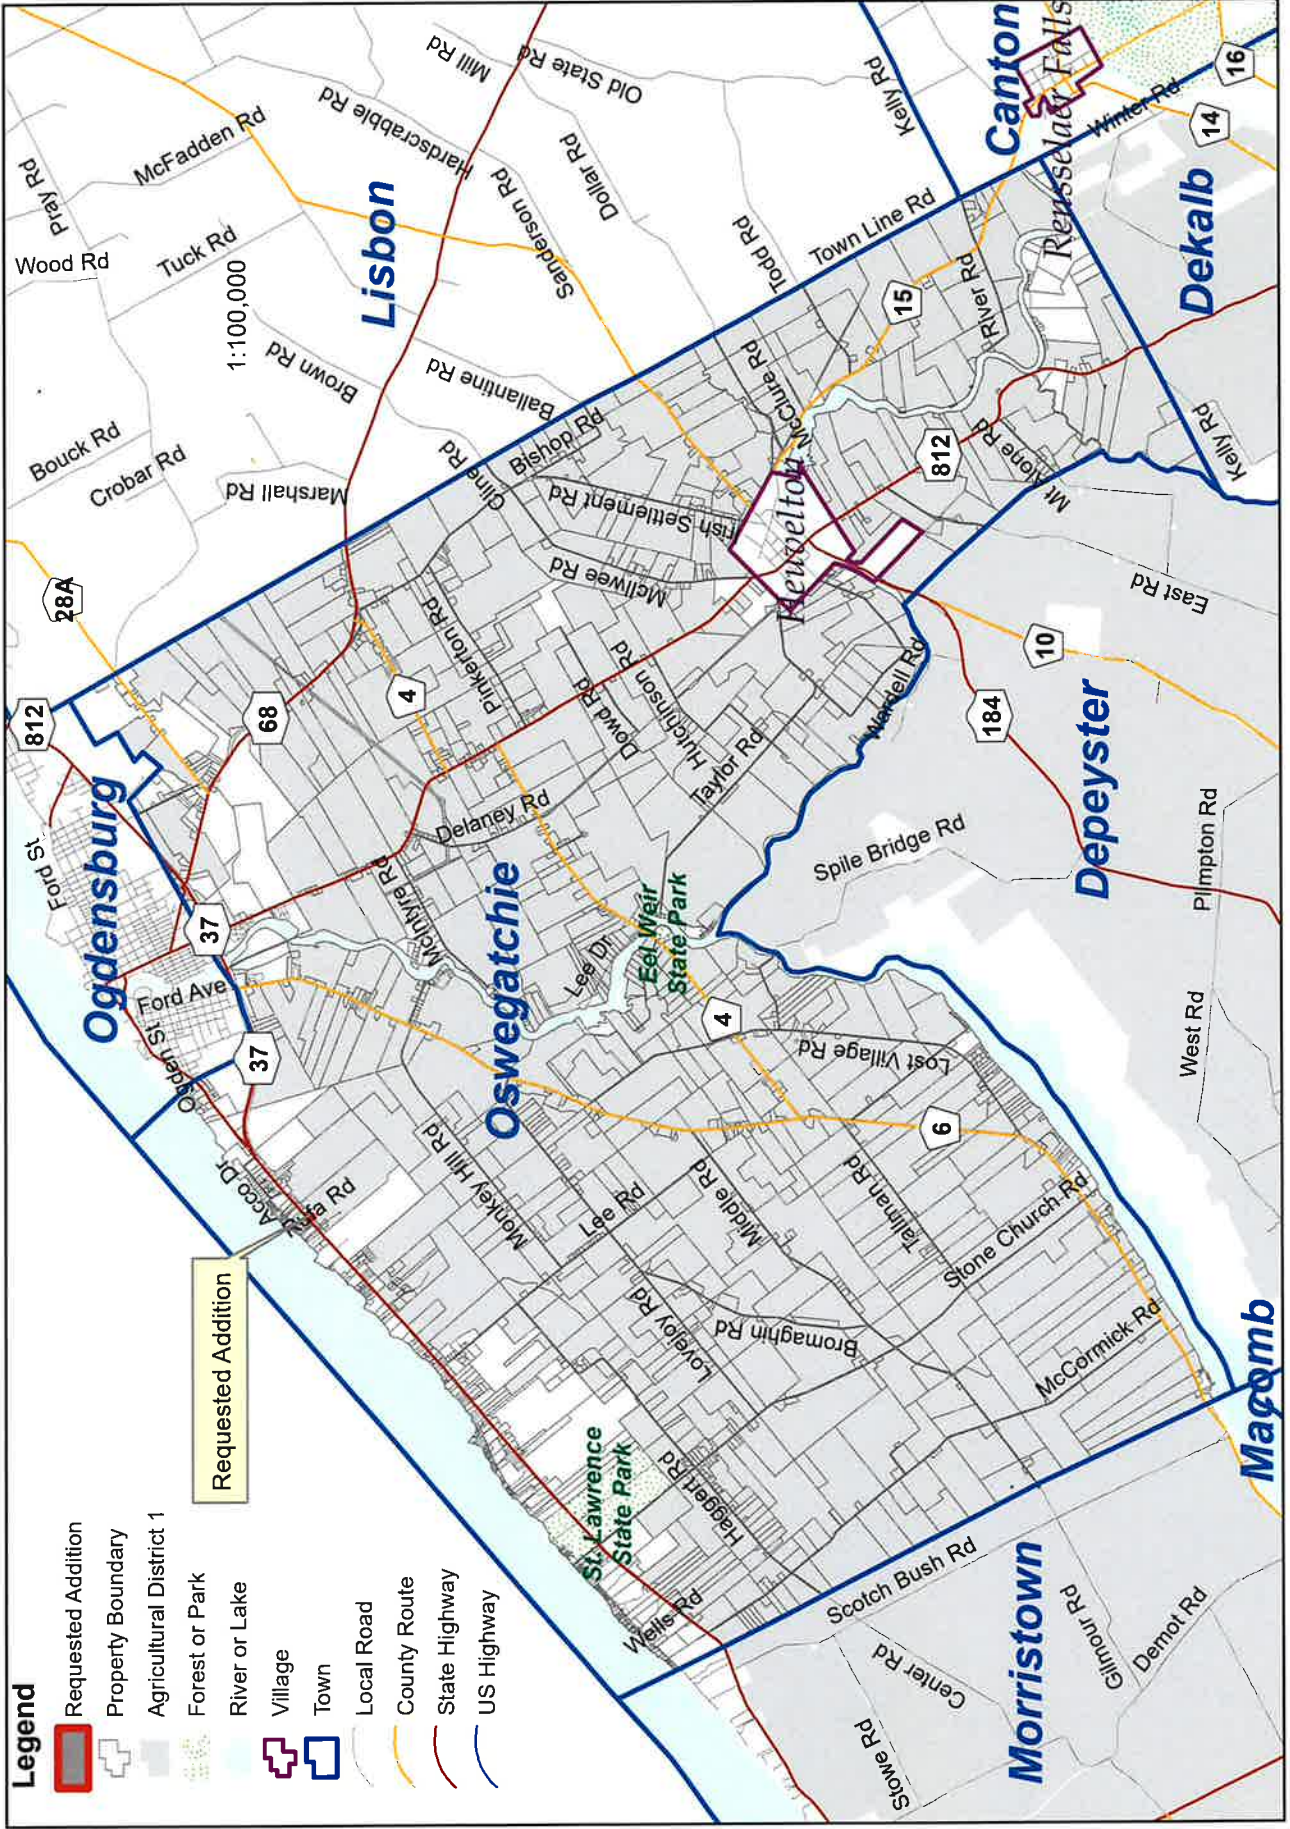 Legend
Requested Addition
Property Boundary
Agricultural District 1
Forest or Park
River or Lake
Village
Town
Local Road
County Route
State Highway
US Highway
Requested Addition
1:100,000
Ogdensburg
Lisbon
Canton
Rensselaer Falls
Dekalb
Heuvelton
Oswegatchie
Depeyster
Macomb
Morristown
St. Lawrence
State Park
Eel Weir
State Park
Pray Rd
McFadden Rd
Wood Rd
Tuck Rd
Bouck Rd
Crobar Rd
Marshall Rd
Brown Rd
Ballantine Rd
Hardscrabble Rd
Mill Rd
Old State Rd
Sanderson Rd
Dollar Rd
Todd Rd
Town Line Rd
Kelly Rd
Winter Rd
River Rd
McClure Rd
Bishop Rd
Cline Rd
Irish Settlement Rd
McIlwee Rd
Pinkerton Rd
Dowd Rd
Hutchinson Rd
Taylor Rd
Wardell Rd
Mt Alone Rd
East Rd
Kelly Rd
Delaney Rd
McIntyre Rd
Lee Dr
Ford St
Ford Ave
Ogden St
Acco Dr
Monkey Hill Rd
Lee Rd
Middle Rd
Tallman Rd
Lost Village Rd
Stone Church Rd
McCormick Rd
Lovejoy Rd
Bromaghin Rd
Haggert Rd
Wells Rd
Scotch Bush Rd
Center Rd
Stowe Rd
Gilmour Rd
Demot Rd
Spile Bridge Rd
Plimpton Rd
West Rd
28A
812
68
37
37
4
4
6
15
812
10
184
14
16